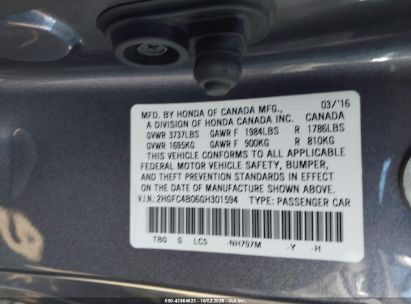 MFD. BY HONDA OF CANADA MFG., 03/'16
A DIVISION OF HONDA CANADA INC. CANADA
GVWR 3737LBS GAWR F 1984LBS R 1786LBS
GVWR 1695KG GAWR F 900KG R 810KG
THIS VEHICLE CONFORMS TO ALL APPLICABLE
FEDERAL MOTOR VEHICLE SAFETY, BUMPER,
AND THEFT PREVENTION STANDARDS IN EFFECT
ON THE DATE OF MANUFACTURE SHOWN ABOVE.
V.I.N.: 2HGFC4B06GH301594 TYPE: PASSENGER CAR
TBG 0 LC5 -NH797M -Y -H